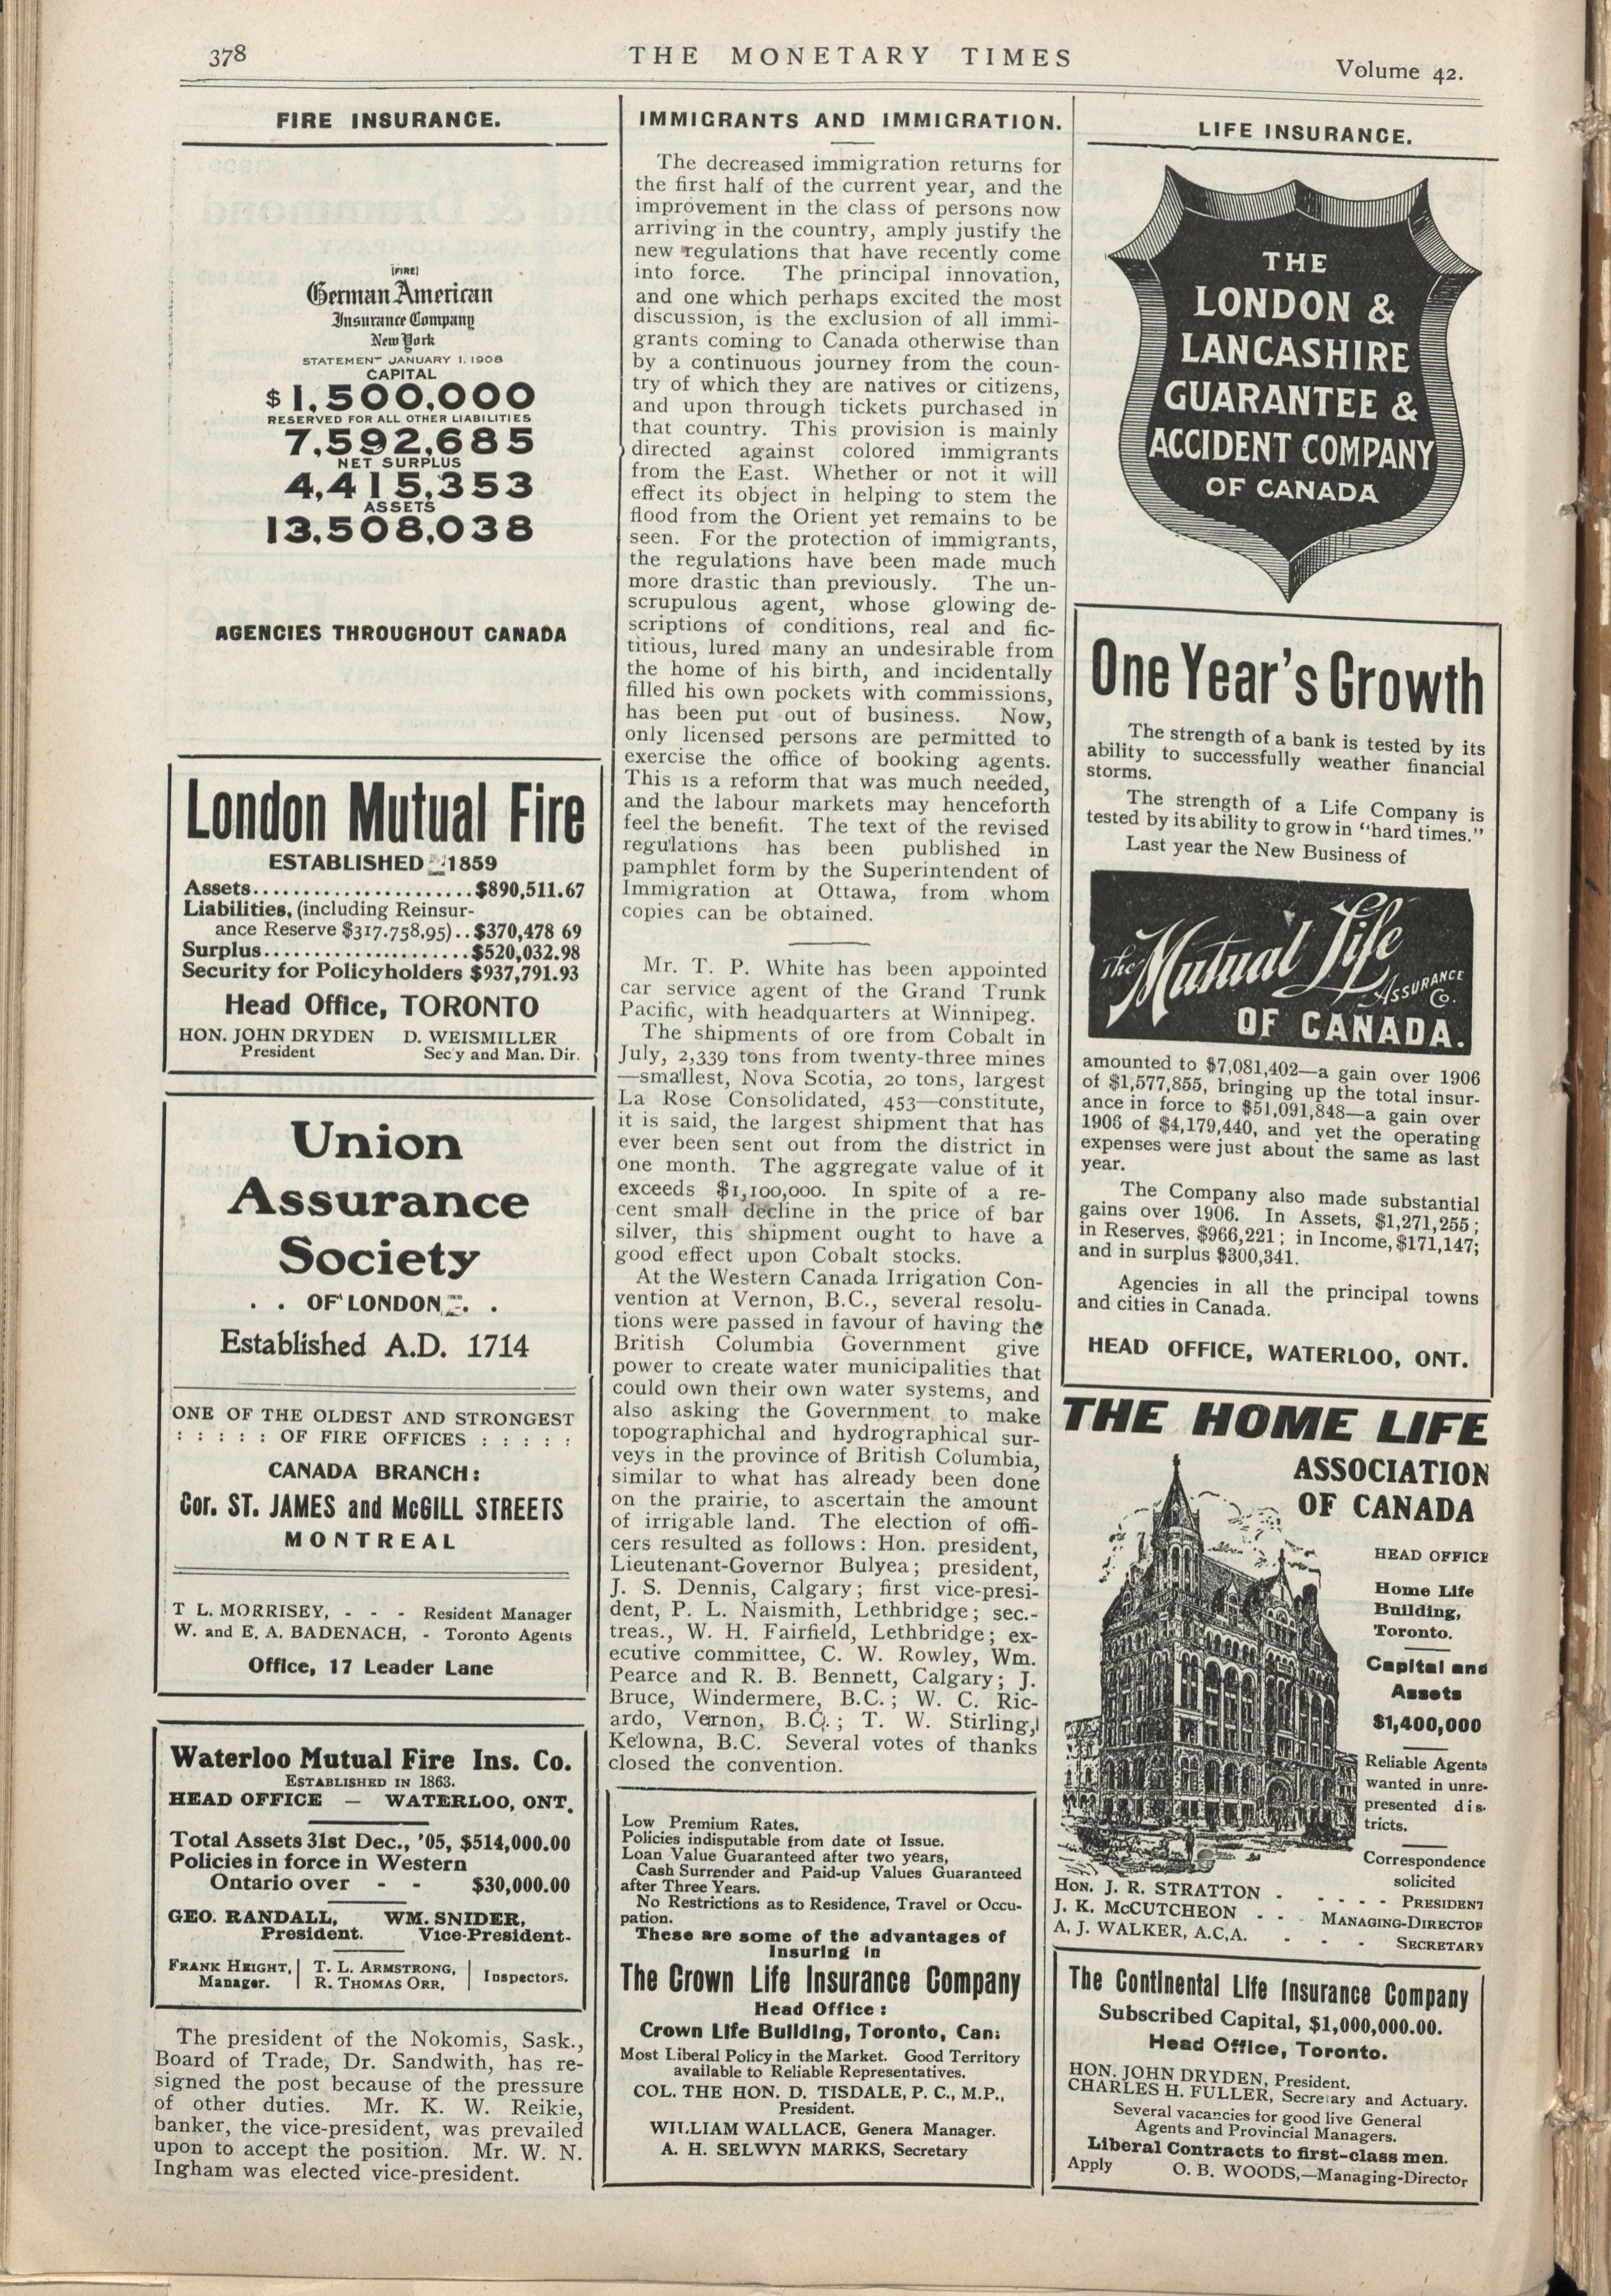 378
THE MONETARY TIMES
Volume 42.
FIRE INSURANCE.
[FIRE]
German American
Insurance Company
New York
STATEMENT JANUARY 1, 1908
CAPITAL
$1,500,000
RESERVED FOR ALL OTHER LIABILITIES
7,592,685
NET SURPLUS
4,415,353
ASSETS
13,508,038
AGENCIES THROUGHOUT CANADA
London Mutual Fire
ESTABLISHED 1859
Assets......................$890,511.67
Liabilities, (including Reinsur-
ance Reserve $317.758,95)..$370,478 69
Surplus.....................$520,032.98
Security for Policyholders $937,791.93
Head Office, TORONTO
HON. JOHN DRYDEN D. WEISMILLER
President Sec'y and Man. Dir.
Union
Assurance
Society
. . OF LONDON . .
Established A.D. 1714
ONE OF THE OLDEST AND STRONGEST
: : : : : OF FIRE OFFICES : : : : :
CANADA BRANCH:
Cor. ST. JAMES and McGILL STREETS
MONTREAL
T L. MORRISEY, - - - Resident Manager
W. and E. A. BADENACH, - Toronto Agents
Office, 17 Leader Lane
Waterloo Mutual Fire Ins. Co.
ESTABLISHED IN 1863.
HEAD OFFICE — WATERLOO, ONT.
Total Assets 31st Dec., '05, $514,000.00
Policies in force in Western
Ontario over - - $30,000.00
GEO. RANDALL, WM. SNIDER,
President. Vice-President.
FRANK HEIGHT, | T. L. ARMSTRONG, | Inspectors.
Manager. | R. THOMAS ORR, |
The president of the Nokomis, Sask.,
Board of Trade, Dr. Sandwith, has re-
signed the post because of the pressure
of other duties. Mr. K. W. Reikie,
banker, the vice-president, was prevailed
upon to accept the position. Mr. W. N.
Ingham was elected vice-president.
IMMIGRANTS AND IMMIGRATION.
The decreased immigration returns for
the first half of the current year, and the
improvement in the class of persons now
arriving in the country, amply justify the
new regulations that have recently come
into force. The principal innovation,
and one which perhaps excited the most
discussion, is the exclusion of all immi-
grants coming to Canada otherwise than
by a continuous journey from the coun-
try of which they are natives or citizens,
and upon through tickets purchased in
that country. This provision is mainly
directed against colored immigrants
from the East. Whether or not it will
effect its object in helping to stem the
flood from the Orient yet remains to be
seen. For the protection of immigrants,
the regulations have been made much
more drastic than previously. The un-
scrupulous agent, whose glowing de-
scriptions of conditions, real and fic-
titious, lured many an undesirable from
the home of his birth, and incidentally
filled his own pockets with commissions,
has been put out of business. Now,
only licensed persons are permitted to
exercise the office of booking agents.
This is a reform that was much needed,
and the labour markets may henceforth
feel the benefit. The text of the revised
regulations has been published in
pamphlet form by the Superintendent of
Immigration at Ottawa, from whom
copies can be obtained.
Mr. T. P. White has been appointed
car service agent of the Grand Trunk
Pacific, with headquarters at Winnipeg.
The shipments of ore from Cobalt in
July, 2,339 tons from twenty-three mines
—smallest, Nova Scotia, 20 tons, largest
La Rose Consolidated, 453—constitute,
it is said, the largest shipment that has
ever been sent out from the district in
one month. The aggregate value of it
exceeds $1,100,000. In spite of a re-
cent small decline in the price of bar
silver, this shipment ought to have a
good effect upon Cobalt stocks.
At the Western Canada Irrigation Con-
vention at Vernon, B.C., several resolu-
tions were passed in favour of having the
British Columbia Government give
power to create water municipalities that
could own their own water systems, and
also asking the Government to make
topographichal and hydrographical sur-
veys in the province of British Columbia,
similar to what has already been done
on the prairie, to ascertain the amount
of irrigable land. The election of offi-
cers resulted as follows: Hon. president,
Lieutenant-Governor Bulyea; president,
J. S. Dennis, Calgary; first vice-presi-
dent, P. L. Naismith, Lethbridge; sec.-
treas., W. H. Fairfield, Lethbridge; ex-
ecutive committee, C. W. Rowley, Wm.
Pearce and R. B. Bennett, Calgary; J.
Bruce, Windermere, B.C.; W. C. Ric-
ardo, Vernon, B.C.; T. W. Stirling,
Kelowna, B.C. Several votes of thanks
closed the convention.
Low Premium Rates.
Policies indisputable from date of Issue.
Loan Value Guaranteed after two years,
Cash Surrender and Paid-up Values Guaranteed
after Three Years.
No Restrictions as to Residence, Travel or Occu-
pation.
These are some of the advantages of
Insuring in
The Crown Life Insurance Company
Head Office:
Crown Life Building, Toronto, Can:
Most Liberal Policy in the Market. Good Territory
available to Reliable Representatives.
COL. THE HON. D. TISDALE, P. C., M.P.,
President.
WILLIAM WALLACE, Genera Manager.
A. H. SELWYN MARKS, Secretary
LIFE INSURANCE.
THE
LONDON &
LANCASHIRE
GUARANTEE &
ACCIDENT COMPANY
OF CANADA
One Year's Growth
The strength of a bank is tested by its
ability to successfully weather financial
storms.
The strength of a Life Company is
tested by its ability to grow in "hard times."
Last year the New Business of
The Mutual Life
ASSURANCE
Co.
OF CANADA.
amounted to $7,081,402—a gain over 1906
of $1,577,855, bringing up the total insur-
ance in force to $51,091,848—a gain over
1906 of $4,179,440, and yet the operating
expenses were just about the same as last
year.
The Company also made substantial
gains over 1906. In Assets, $1,271,255;
in Reserves, $966,221; in Income, $171,147;
and in surplus $300,341.
Agencies in all the principal towns
and cities in Canada.
HEAD OFFICE, WATERLOO, ONT.
THE HOME LIFE
ASSOCIATION
OF CANADA
HEAD OFFICE
Home Life
Building,
Toronto.
Capital and
Assets
$1,400,000
Reliable Agents
wanted in unre-
presented dis-
tricts.
Correspondence
solicited
HON. J. R. STRATTON - - - - - PRESIDENT
J. K. McCUTCHEON - - - MANAGING-DIRECTOR
A. J. WALKER, A.C.A. - - - SECRETARY
The Continental Life Insurance Company
Subscribed Capital, $1,000,000.00.
Head Office, Toronto.
HON. JOHN DRYDEN, President.
CHARLES H. FULLER, Secretary and Actuary.
Several vacancies for good live General
Agents and Provincial Managers.
Liberal Contracts to first-class men.
Apply O. B. WOODS,—Managing-Director